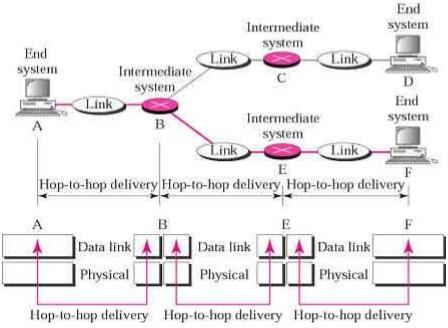 End
system
Intermediate
system
Link
Link
C
D
End
system
A
Link
Intermediate
system
B
Intermediate
system
Link
Link
E
End
system
F
Hop-to-hop delivery
Hop-to-hop delivery
Hop-to-hop delivery
A
B
E
F
Data link
Data link
Data link
Physical
Physical
Physical
Hop-to-hop delivery
Hop-to-hop delivery
Hop-to-hop delivery